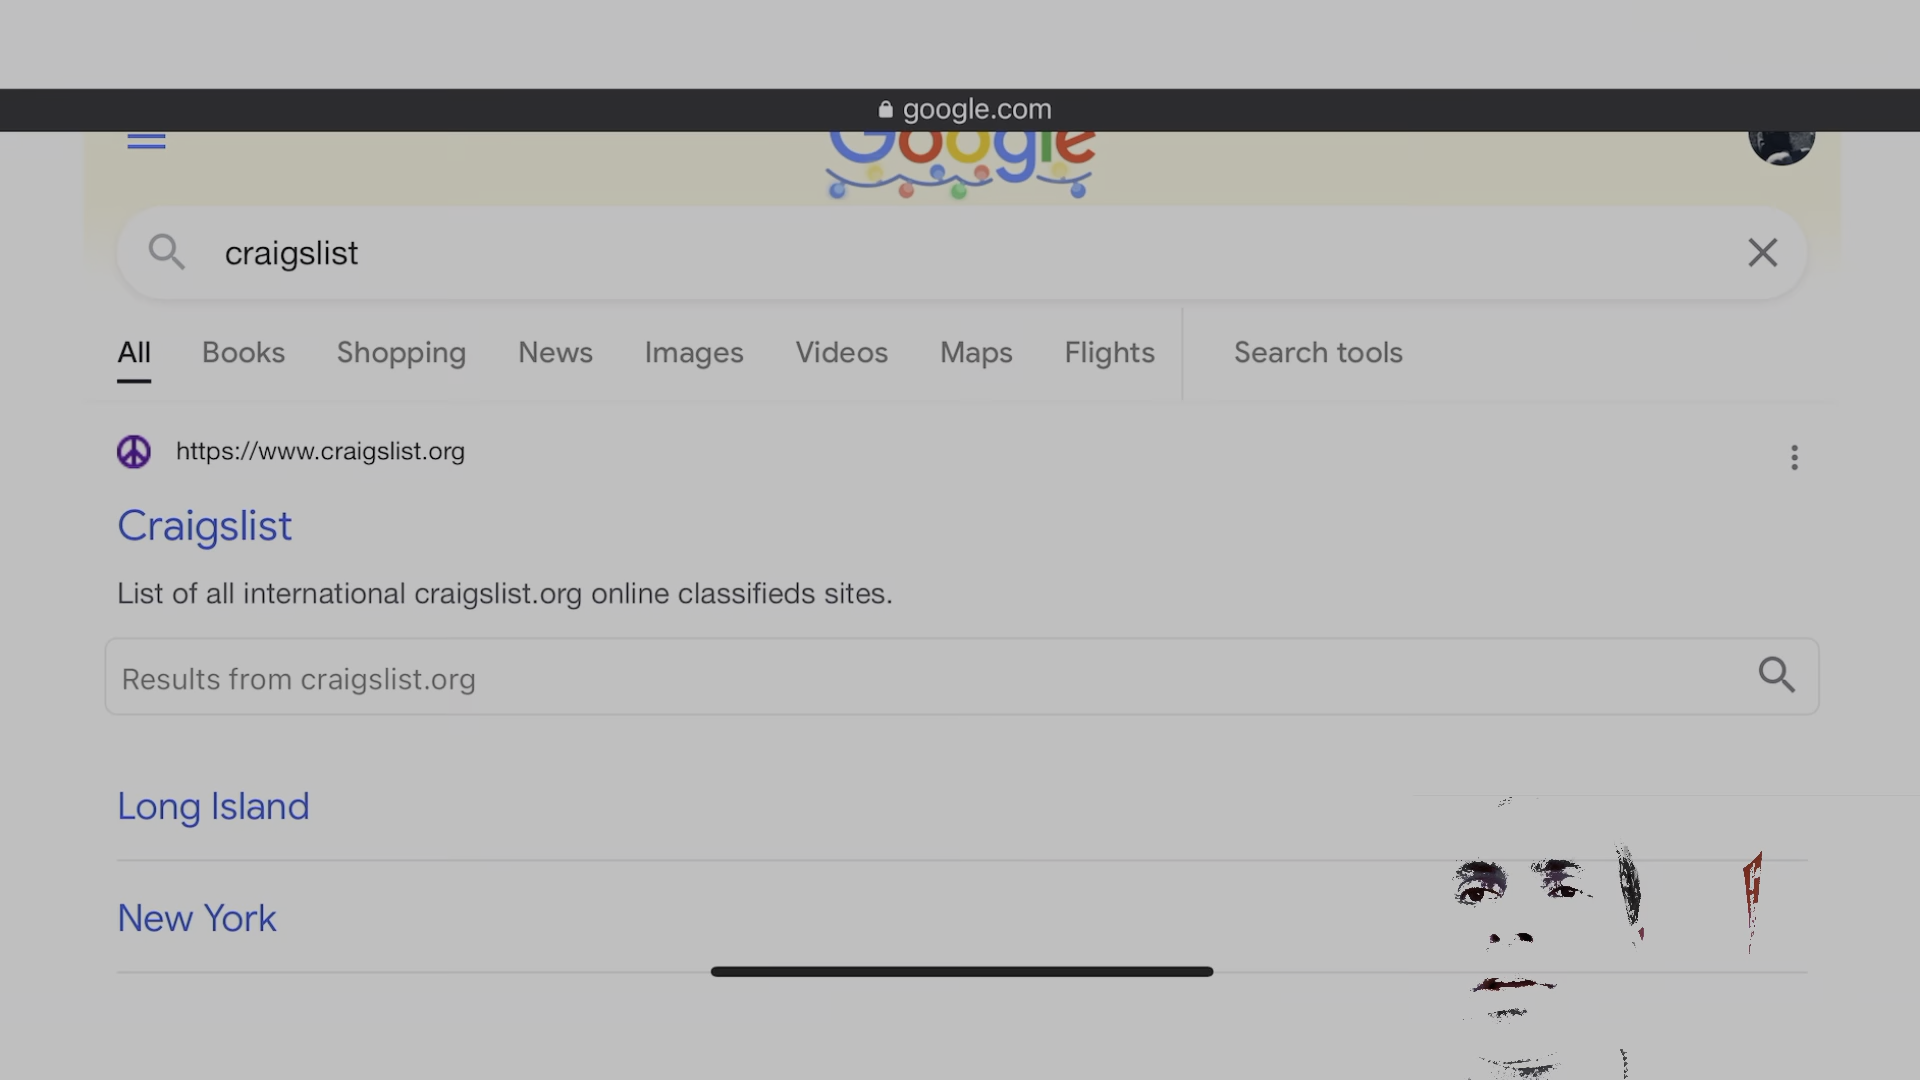 google.com
Google
craigslist
All Books Shopping News Images Videos Maps Flights Search tools
https://www.craigslist.org
Craigslist
List of all international craigslist.org online classifieds sites.
Results from craigslist.org
Long Island
New York